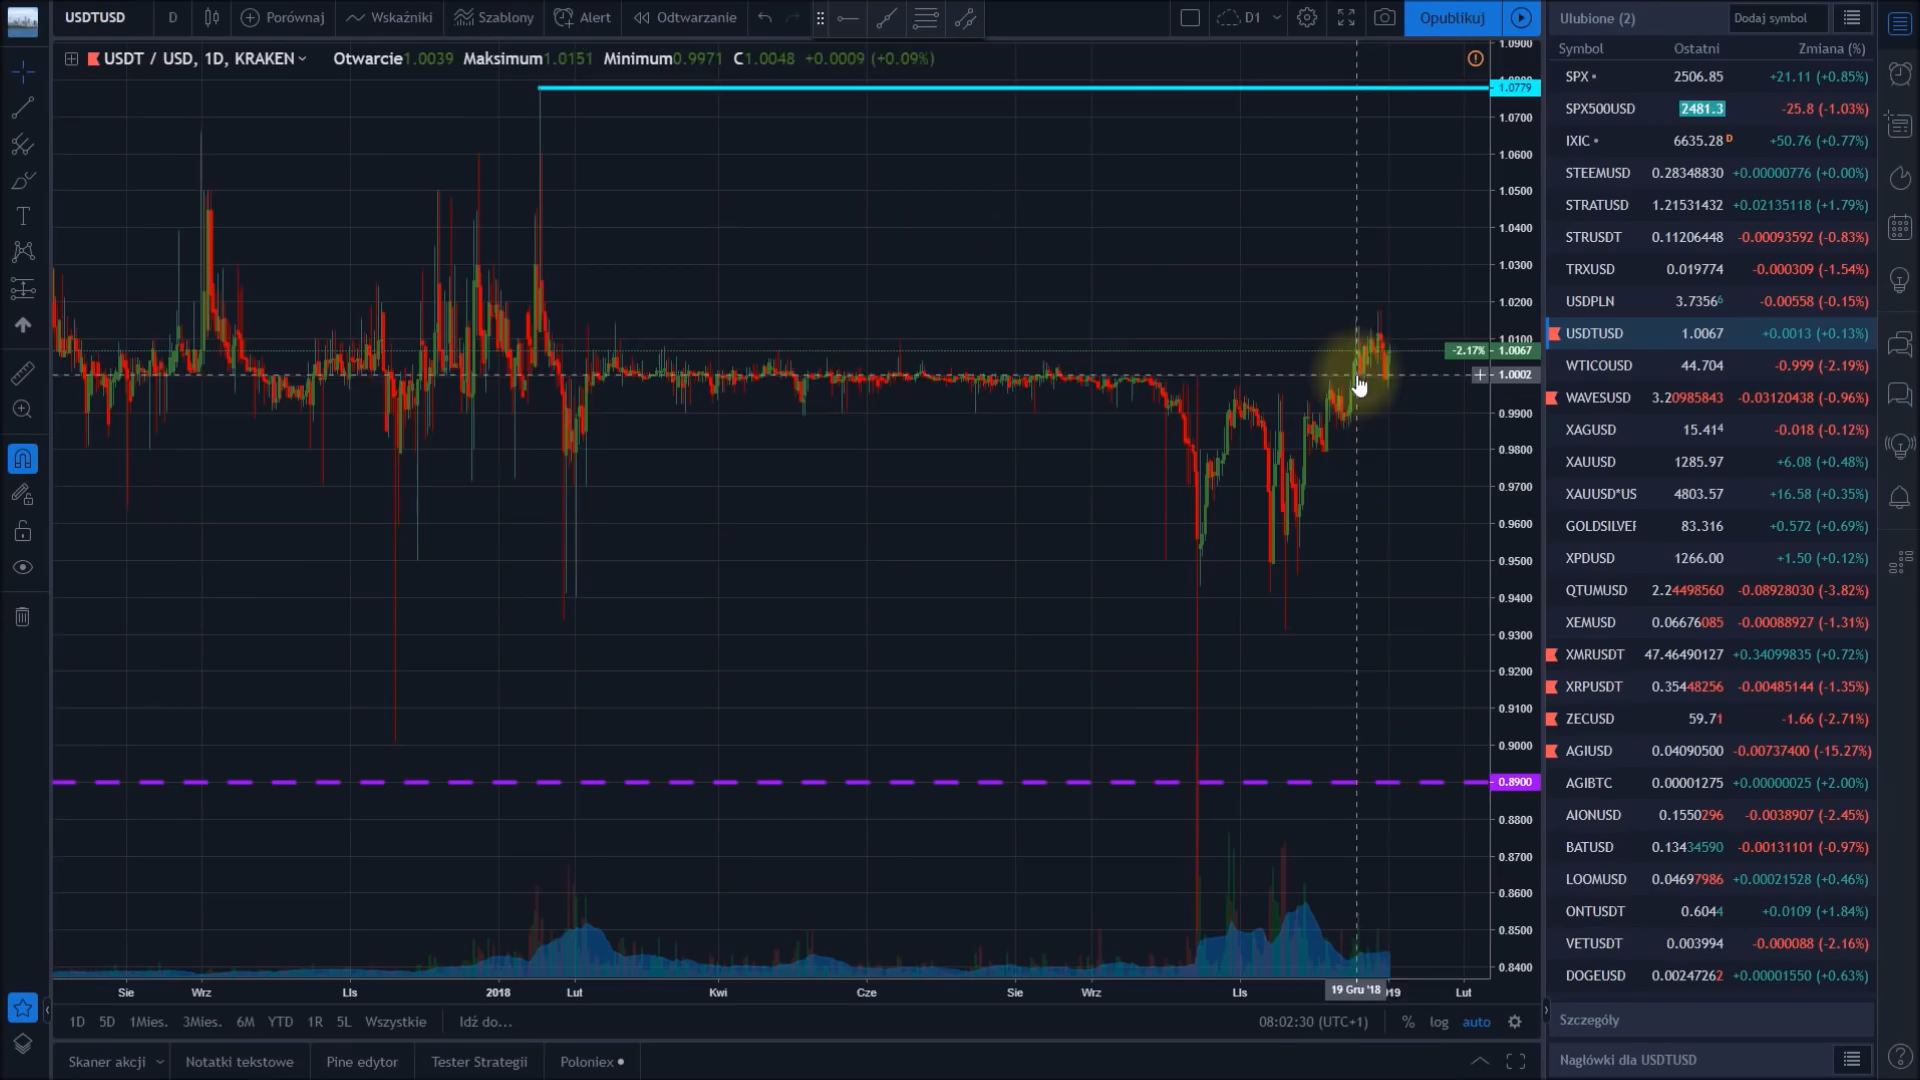 USDTUSD D Porównaj Wskaźniki Szablony Alert Odtwarzanie D1 Opublikuj
USDT / USD, 1D, KRAKEN Otwarcie1.0039 Maksimum1.0151 Minimum0.9971 C1.0048 +0.0009 (+0.09%)
1.0900
1.0779
1.0700
1.0600
1.0500
1.0400
1.0300
1.0200
1.0100
-2.17% 1.0067
1.0002
0.9900
0.9800
0.9700
0.9600
0.9500
0.9400
0.9300
0.9200
0.9100
0.9000
0.8900
0.8800
0.8700
0.8600
0.8500
0.8400
Sie Wrz LIs 2018 Lut Kwi Cze Sie Wrz LIs 19 Gru '18 Lut
1D 5D 1Mies. 3Mies. 6M YTD 1R 5L Wszystkie Idź do... 08:02:30 (UTC+1) % log auto
Skaner akcji Notatki tekstowe Pine edytor Tester Strategii Poloniex
Ulubione (2) Dodaj symbol
Symbol Ostatni Zmiana (%)
SPX 2506.85 +21.11 (+0.85%)
SPX500USD 2481.3 -25.8 (-1.03%)
IXIC 6635.28 D +50.76 (+0.77%)
STEEMUSD 0.28348830 +0.00000776 (+0.00%)
STRATUSD 1.21531432 +0.02135118 (+1.79%)
STRUSDT 0.11206448 -0.00093592 (-0.83%)
TRXUSD 0.019774 -0.000309 (-1.54%)
USDPLN 3.7356⁶ -0.00558 (-0.15%)
USDTUSD 1.0067 +0.0013 (+0.13%)
WTICOUSD 44.704 -0.999 (-2.19%)
WAVESUSD 3.20985843 -0.03120438 (-0.96%)
XAGUSD 15.41⁴ -0.018 (-0.12%)
XAUUSD 1285.97 +6.08 (+0.48%)
XAUUSD*US 4803.57 +16.58 (+0.35%)
GOLDSILVER 83.316 +0.572 (+0.69%)
XPDUSD 1266.00 +1.50 (+0.12%)
QTUMUSD 2.24498560 -0.08928030 (-3.82%)
XEMUSD 0.06676085 -0.00088927 (-1.31%)
XMRUSDT 47.46490127 +0.34099835 (+0.72%)
XRPUSDT 0.35448256 -0.00485144 (-1.35%)
ZECUSD 59.71 -1.66 (-2.71%)
AGIUSD 0.04090500 -0.00737400 (-15.27%)
AGIBTC 0.00001275 +0.00000025 (+2.00%)
AIONUSD 0.1550296 -0.0038907 (-2.45%)
BATUSD 0.13434590 -0.00131101 (-0.97%)
LOOMUSD 0.04697986 +0.00021528 (+0.46%)
ONTUSDT 0.6044 +0.0109 (+1.84%)
VETUSDT 0.003994 -0.000088 (-2.16%)
DOGEUSD 0.00247262 +0.00001550 (+0.63%)
Szczegóły
Nagłówki dla USDTUSD